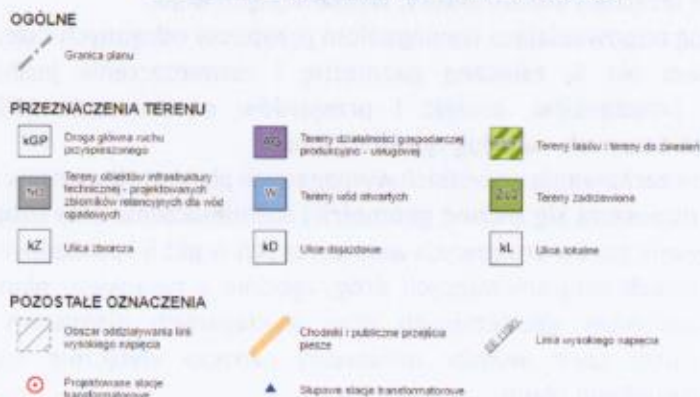 OGÓLNE
Granica planu
PRZEZNACZENIA TERENU
kGP
Droga główna ruchu
przyspieszonego
AG
Tereny działalności gospodarczej
produkcyjno - usługowej
Tereny lasów i tereny do zalesień
Tereny obiektów infrastruktury
technicznej - projektowanych
zbiorników retencyjnych dla wód
opadowych
W
Tereny wód otwartych
Tereny zadrzewione
kZ
Ulica zbiorcza
kD
Ulice dojazdowe
kL
Ulice lokalne
POZOSTAŁE OZNACZENIA
Obszar oddziaływania linii
wysokiego napięcia
Chodniki i publiczne przejścia
piesze
Linia wysokiego napięcia
Projektowane stacje
transformatorowe
Słupowe stacje transformatorowe